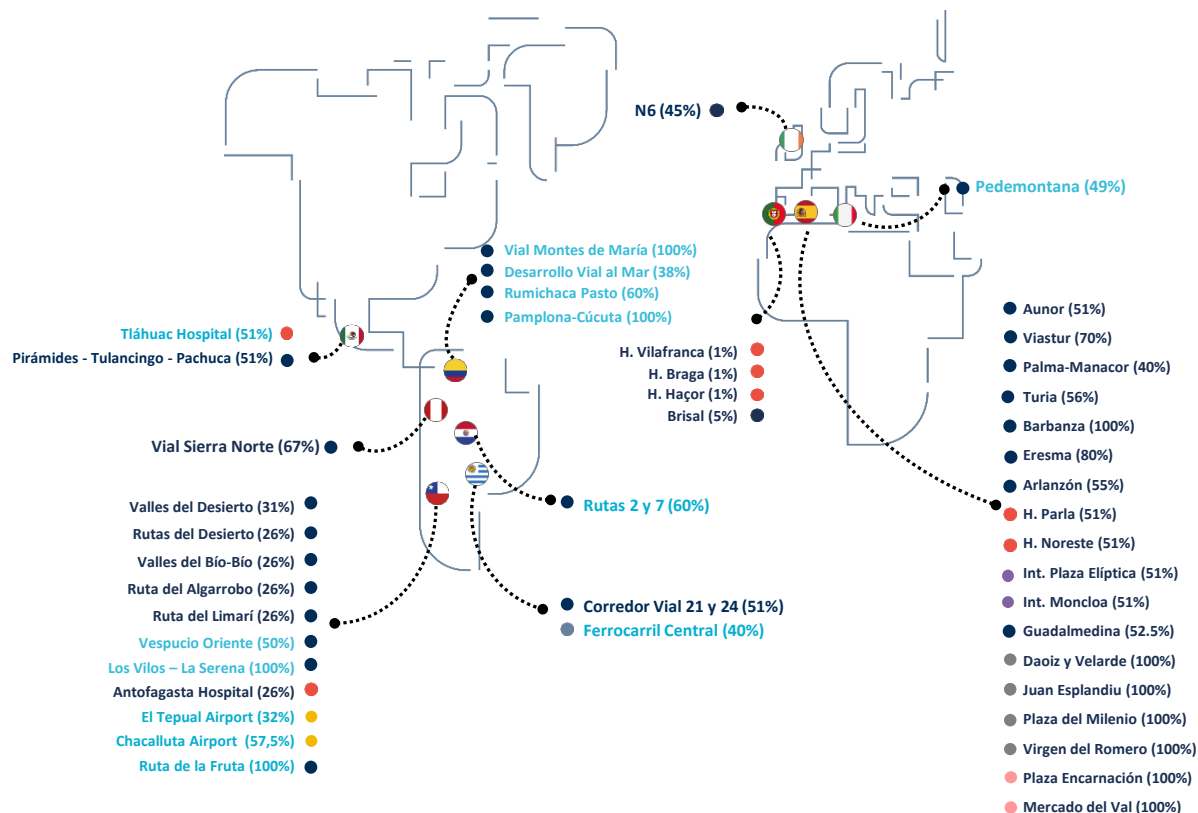 N6 (45%)
Pedemontana (49%)
Vial Montes de María (100%)
Desarrollo Vial al Mar (38%)
Rumichaca Pasto (60%)
Pamplona-Cúcuta (100%)
Tláhuac Hospital (51%)
Pirámides - Tulancingo - Pachuca (51%)
H. Vilafranca (1%)
H. Braga (1%)
H. Haçor (1%)
Brisal (5%)
Vial Sierra Norte (67%)
Rutas 2 y 7 (60%)
Valles del Desierto (31%)
Rutas del Desierto (26%)
Valles del Bío-Bío (26%)
Ruta del Algarrobo (26%)
Ruta del Limarí (26%)
Vespucio Oriente (50%)
Los Vilos – La Serena (100%)
Antofagasta Hospital (26%)
El Tepual Airport (32%)
Chacalluta Airport (57,5%)
Ruta de la Fruta (100%)
Corredor Vial 21 y 24 (51%)
Ferrocarril Central (40%)
Aunor (51%)
Viastur (70%)
Palma-Manacor (40%)
Turia (56%)
Barbanza (100%)
Eresma (80%)
Arlanzón (55%)
H. Parla (51%)
H. Noreste (51%)
Int. Plaza Elíptica (51%)
Int. Moncloa (51%)
Guadalmedina (52.5%)
Daoiz y Velarde (100%)
Juan Esplandiu (100%)
Plaza del Milenio (100%)
Virgen del Romero (100%)
Plaza Encarnación (100%)
Mercado del Val (100%)